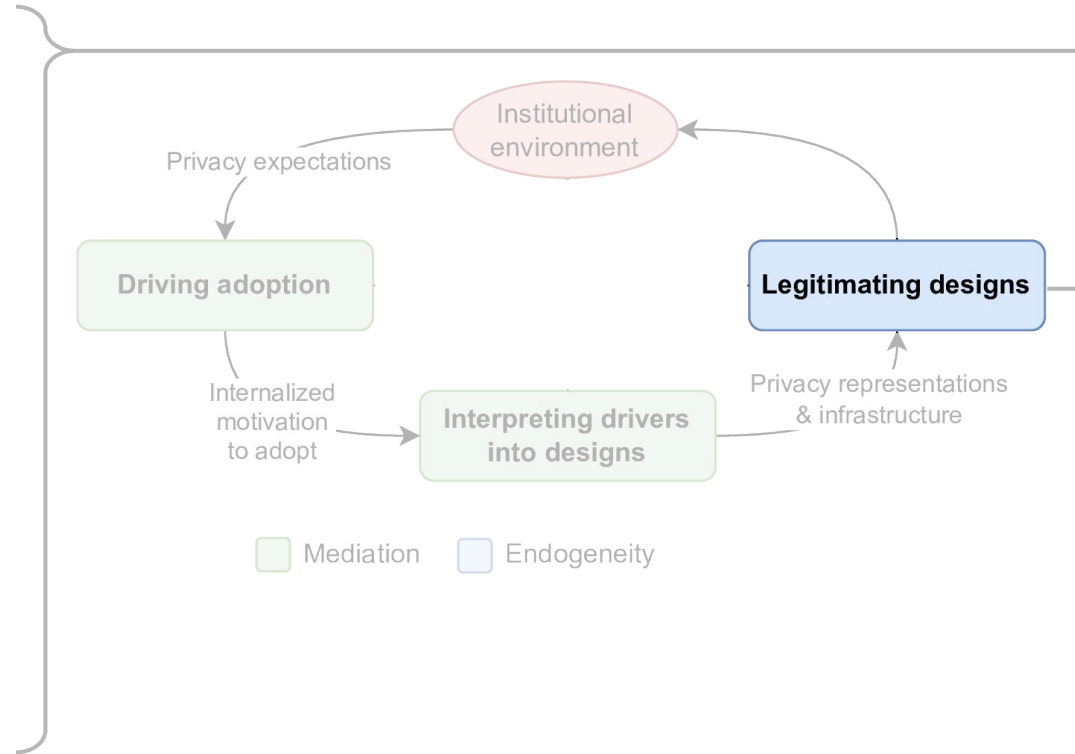 Institutional
environment
Privacy expectations
Driving adoption
Legitimating designs
Internalized
motivation
to adopt
Interpreting drivers
into designs
Privacy representations
& infrastructure
Mediation
Endogeneity